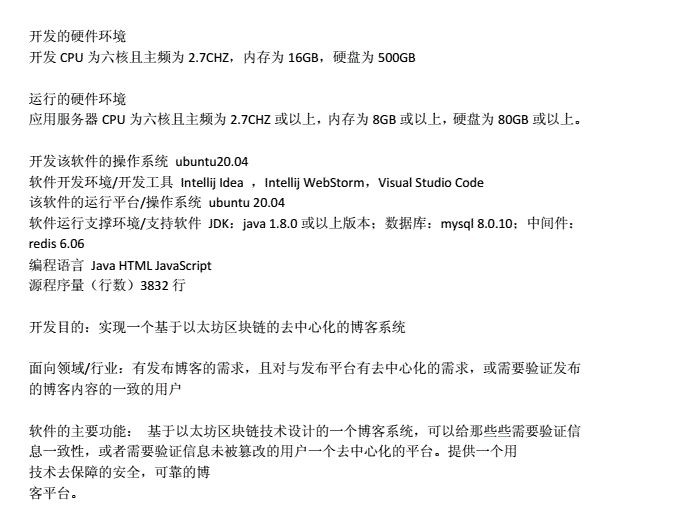 开发的硬件环境
开发 CPU 为六核且主频为 2.7CHZ，内存为 16GB，硬盘为 500GB
运行的硬件环境
应用服务器 CPU 为六核且主频为 2.7CHZ 或以上，内存为 8GB 或以上，硬盘为 80GB 或以上。
开发该软件的操作系统 ubuntu20.04
软件开发环境/开发工具 Intellij Idea ，Intellij WebStorm，Visual Studio Code
该软件的运行平台/操作系统 ubuntu 20.04
软件运行支撑环境/支持软件 JDK：java 1.8.0 或以上版本；数据库：mysql 8.0.10；中间件：
redis 6.06
编程语言 Java HTML JavaScript
源程序量（行数）3832 行
开发目的：实现一个基于以太坊区块链的去中心化的博客系统
面向领域/行业：有发布博客的需求，且对与发布平台有去中心化的需求，或需要验证发布
的博客内容的一致的用户
软件的主要功能： 基于以太坊区块链技术设计的一个博客系统，可以给那些些需要验证信
息一致性，或者需要验证信息未被篡改的用户一个去中心化的平台。提供一个用
技术去保障的安全，可靠的博
客平台。